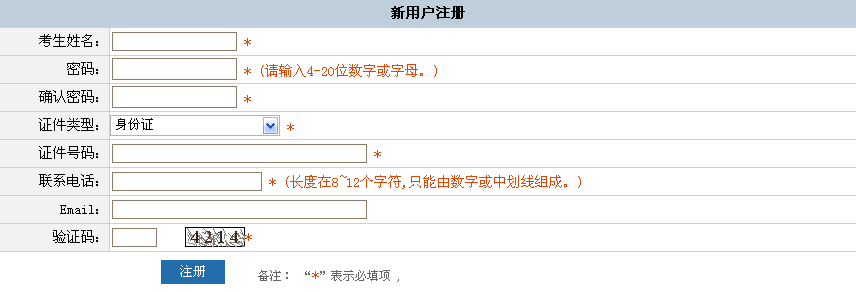 新用户注册
考生姓名： *
密码： * (请输入4-20位数字或字母。)
确认密码： *
证件类型： 身份证 *
证件号码： *
联系电话： * (长度在8~12个字符,只能由数字或中划线组成。)
Email：
验证码： 4214 *
注册 备注： “*”表示必填项 ,